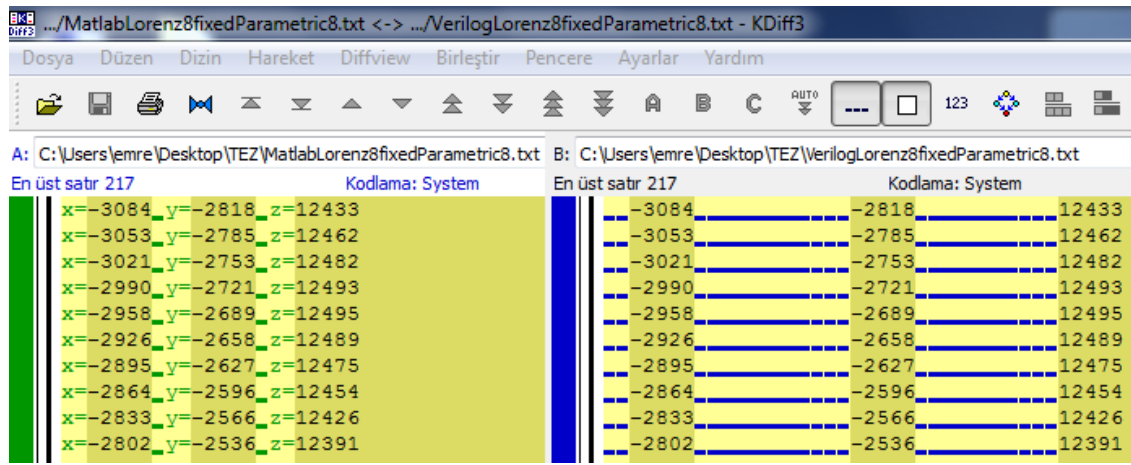 .../MatlabLorenz8fixedParametric8.txt <-> .../VerilogLorenz8fixedParametric8.txt - KDiff3
Dosya Düzen Dizin Hareket Diffview Birleştir Pencere Ayarlar Yardım
A B C AUTO 123
A: C:\Users\emre\Desktop\TEZ\MatlabLorenz8fixedParametric8.txt B: C:\Users\emre\Desktop\TEZ\VerilogLorenz8fixedParametric8.txt
En üst satır 217 Kodlama: System En üst satır 217 Kodlama: System
x=-3084 y=-2818 z=12433 -3084 -2818 12433
x=-3053 y=-2785 z=12462 -3053 -2785 12462
x=-3021 y=-2753 z=12482 -3021 -2753 12482
x=-2990 y=-2721 z=12493 -2990 -2721 12493
x=-2958 y=-2689 z=12495 -2958 -2689 12495
x=-2926 y=-2658 z=12489 -2926 -2658 12489
x=-2895 y=-2627 z=12475 -2895 -2627 12475
x=-2864 y=-2596 z=12454 -2864 -2596 12454
x=-2833 y=-2566 z=12426 -2833 -2566 12426
x=-2802 y=-2536 z=12391 -2802 -2536 12391